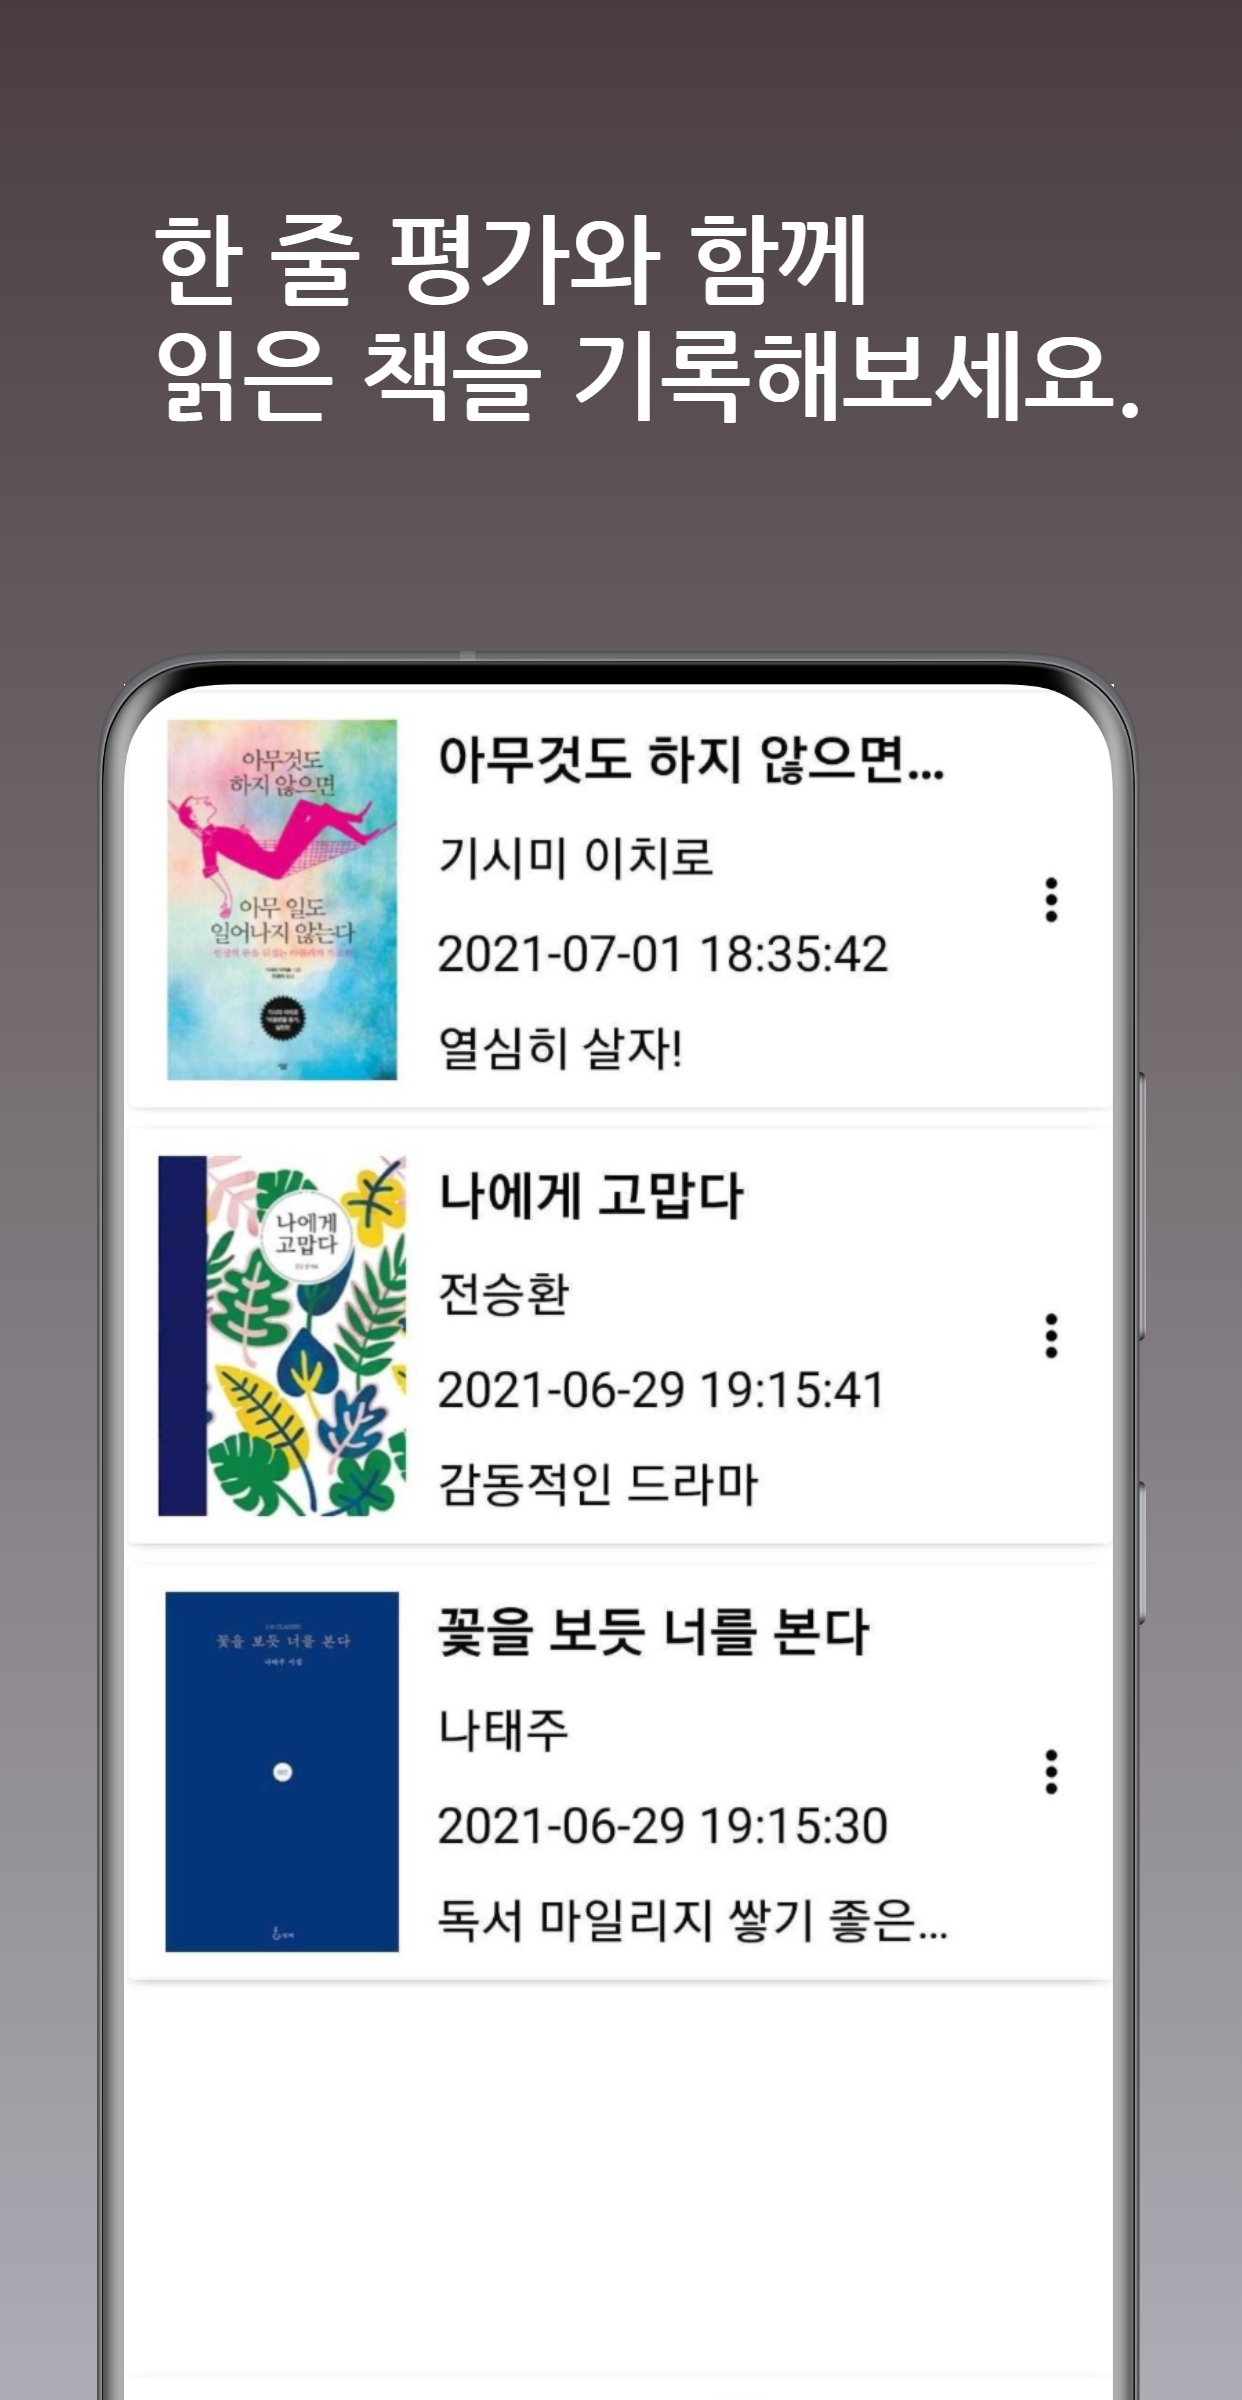 한 줄 평가와 함께
읽은 책을 기록해보세요.
아무것도
하지 않으면
아무 일도
일어나지 않는다
아무것도 하지 않으면...
기시미 이치로
2021-07-01 18:35:42
열심히 살자!
나에게
고맙다
나에게 고맙다
전승환
2021-06-29 19:15:41
감동적인 드라마
꽃을 보듯 너를 본다
나태주 시집
꽃을 보듯 너를 본다
나태주
2021-06-29 19:15:30
독서 마일리지 쌓기 좋은...